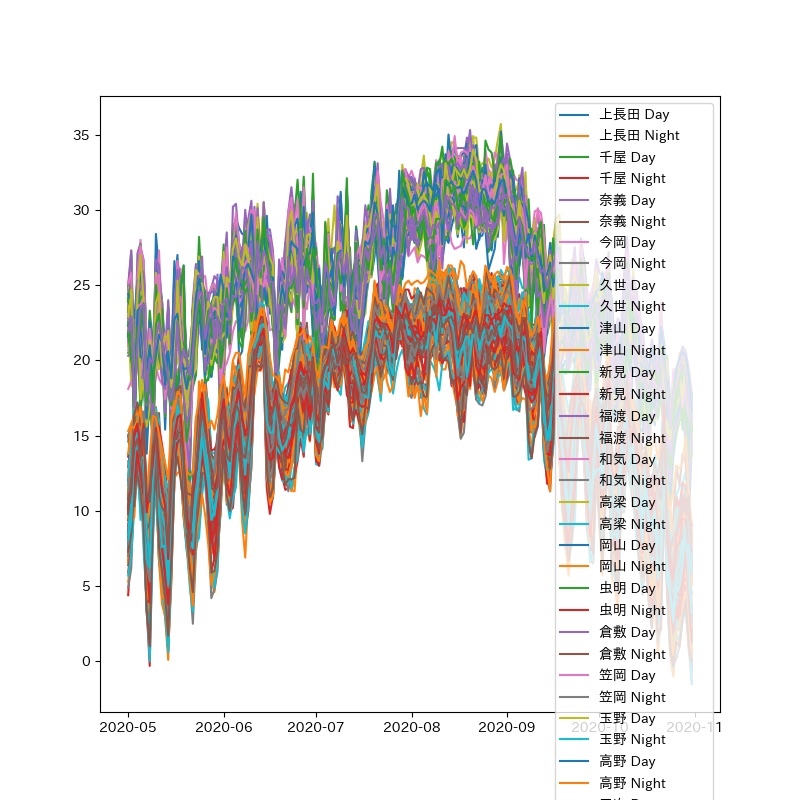 35
30
25
20
15
10
5
0
2020-05
2020-06
2020-07
2020-08
2020-09
2020-10
2020-11
上長田 Day
上長田 Night
千屋 Day
千屋 Night
奈義 Day
奈義 Night
今岡 Day
今岡 Night
久世 Day
久世 Night
津山 Day
津山 Night
新見 Day
新見 Night
福渡 Day
福渡 Night
和気 Day
和気 Night
高梁 Day
高梁 Night
岡山 Day
岡山 Night
虫明 Day
虫明 Night
倉敷 Day
倉敷 Night
笠岡 Day
笠岡 Night
玉野 Day
玉野 Night
高野 Day
高野 Night